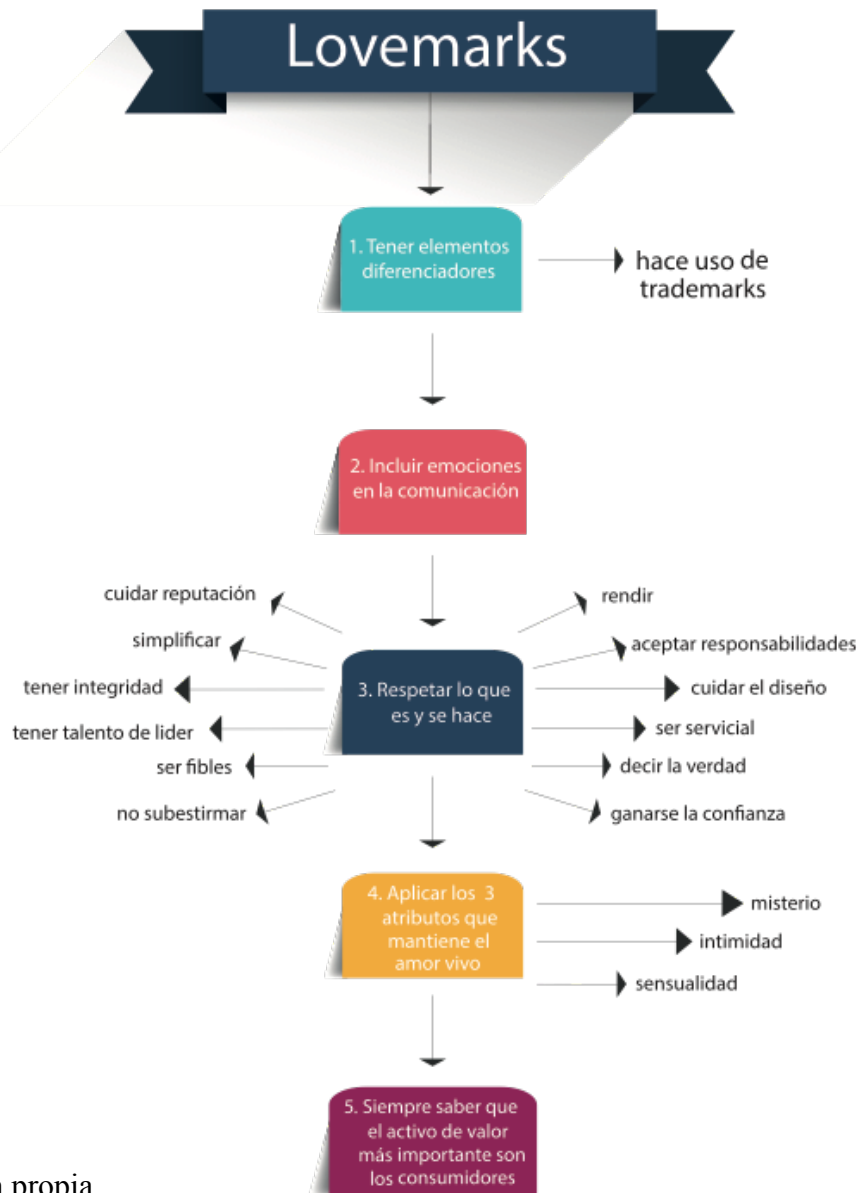 Lovemarks
1. Tener elementos
diferenciadores
hace uso de
trademarks
2. Incluir emociones
en la comunicación
cuidar reputación
simplificar
tener integridad
tener talento de lider
ser fibles
no subestirmar
3. Respetar lo que
es y se hace
rendir
aceptar responsabilidades
cuidar el diseño
ser servicial
decir la verdad
ganarse la confianza
4. Aplicar los 3
atributos que
mantiene el
amor vivo
misterio
intimidad
sensualidad
5. Siempre saber que
el activo de valor
más importante son
los consumidores
propia